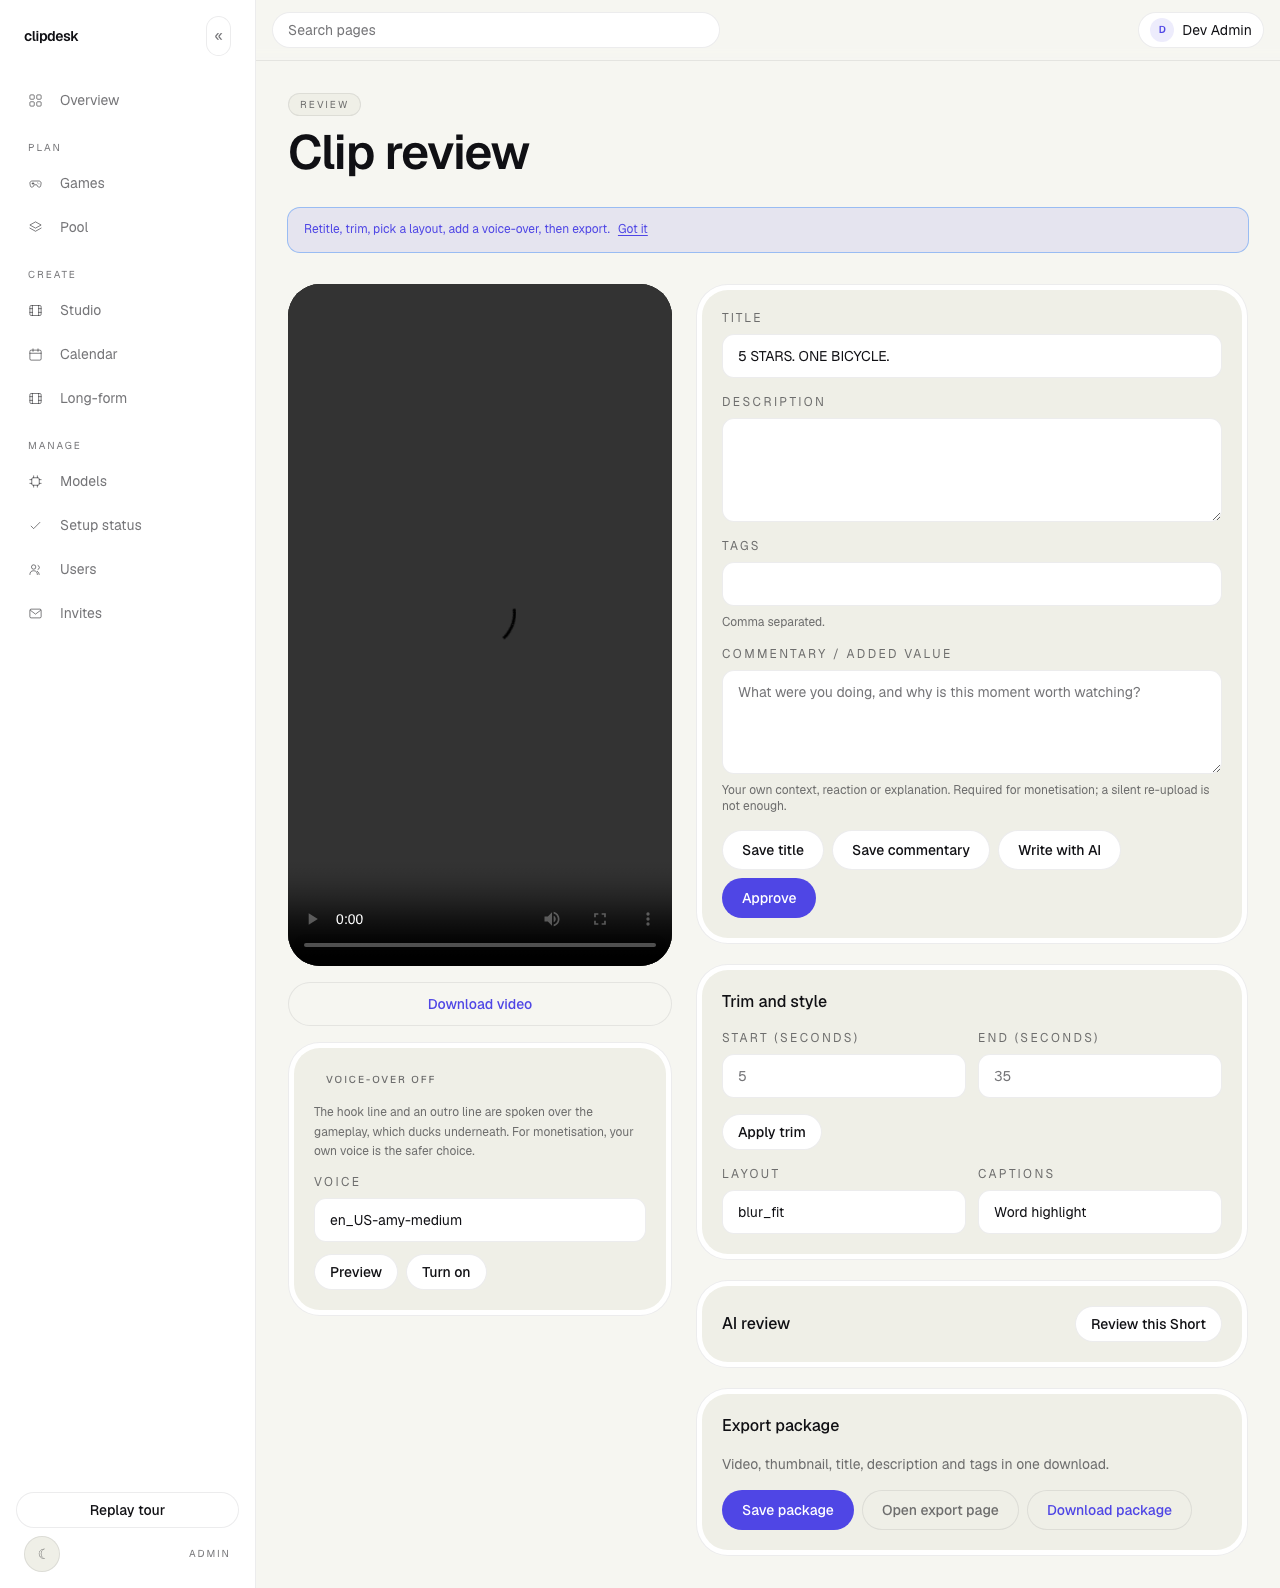 clipdesk
«
Search pages
D
Dev Admin
Overview
PLAN
Games
Pool
CREATE
Studio
Calendar
Long-form
MANAGE
Models
Setup status
Users
Invites
Replay tour
ADMIN
REVIEW
Clip review
Retitle, trim, pick a layout, add a voice-over, then export. Got it
0:00
Download video
VOICE-OVER OFF
The hook line and an outro line are spoken over the
gameplay, which ducks underneath. For monetisation, your
own voice is the safer choice.
VOICE
en_US-amy-medium
Preview
Turn on
TITLE
5 STARS. ONE BICYCLE.
DESCRIPTION
TAGS
Comma separated.
COMMENTARY / ADDED VALUE
What were you doing, and why is this moment worth watching?
Your own context, reaction or explanation. Required for monetisation; a silent re-upload is
not enough.
Save title
Save commentary
Write with AI
Approve
Trim and style
START (SECONDS)
END (SECONDS)
5
35
Apply trim
LAYOUT
CAPTIONS
blur_fit
Word highlight
AI review
Review this Short
Export package
Video, thumbnail, title, description and tags in one download.
Save package
Open export page
Download package